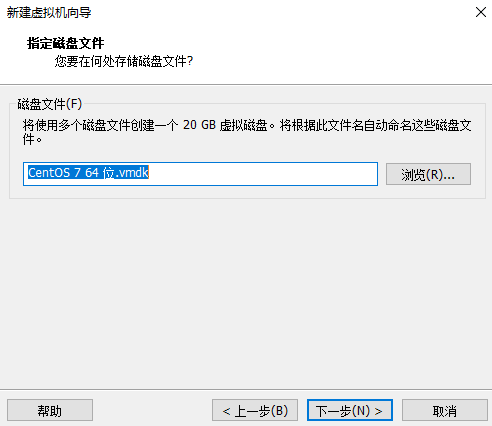 新建虚拟机向导
指定磁盘文件
您要在何处存储磁盘文件?
磁盘文件(F)
将使用多个磁盘文件创建一个 20 GB 虚拟磁盘。将根据此文件名自动命名这些磁盘文
件。
CentOS 7 64 位.vmdk
浏览(R)...
帮助
< 上一步(B)
下一步(N) >
取消